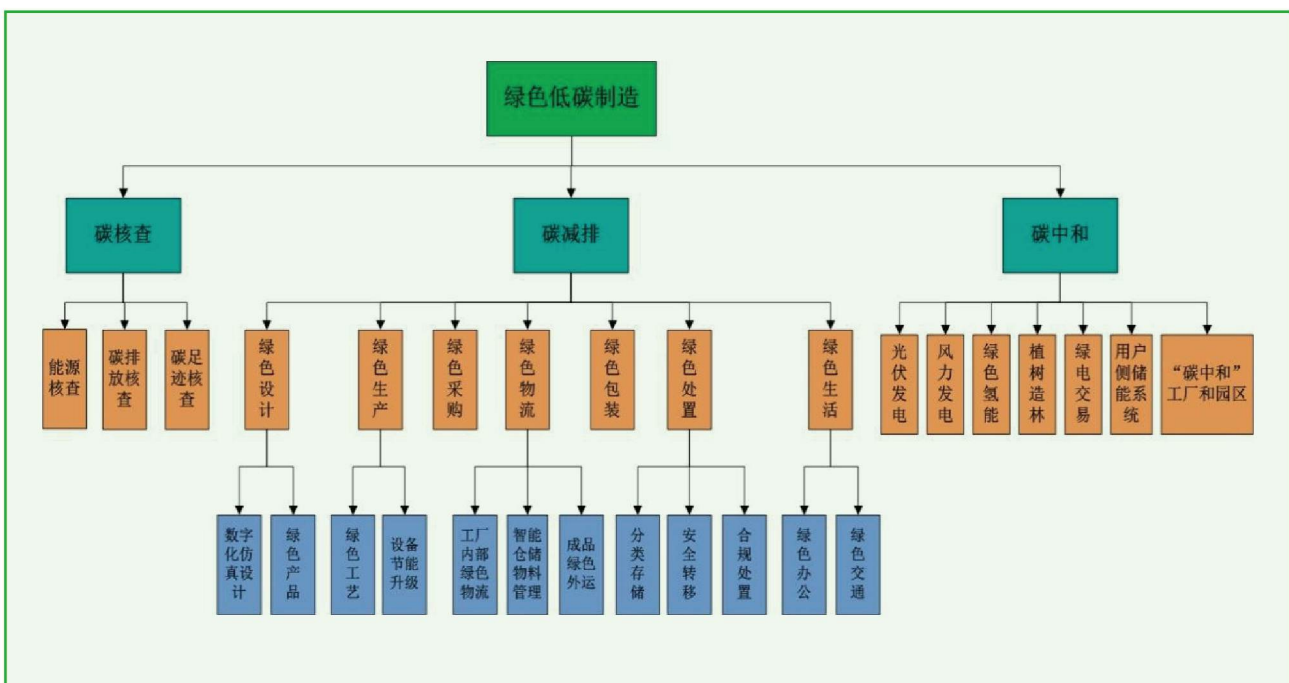 绿色低碳制造
碳核查
碳减排
碳中和
能源
核查
碳排
放核
查
碳足
迹核
查
绿
色
设
计
绿
色
生
产
绿
色
采
购
绿
色
物
流
绿
色
包
装
绿
色
处
置
绿
色
生
活
光
伏
发
电
风
力
发
电
绿
色
氢
能
植
树
造
林
绿
电
交
易
用户
侧储
能系
统
“碳中和”
工厂和园区
数字
化仿
真设
计
绿
色
产
品
绿
色
工
艺
设备
节能
升级
工厂
内部
绿色
物流
智能
仓储
物料
管理
成品
绿色
外运
分
类
存
储
安
全
转
移
合
规
处
置
绿
色
办
公
绿
色
交
通